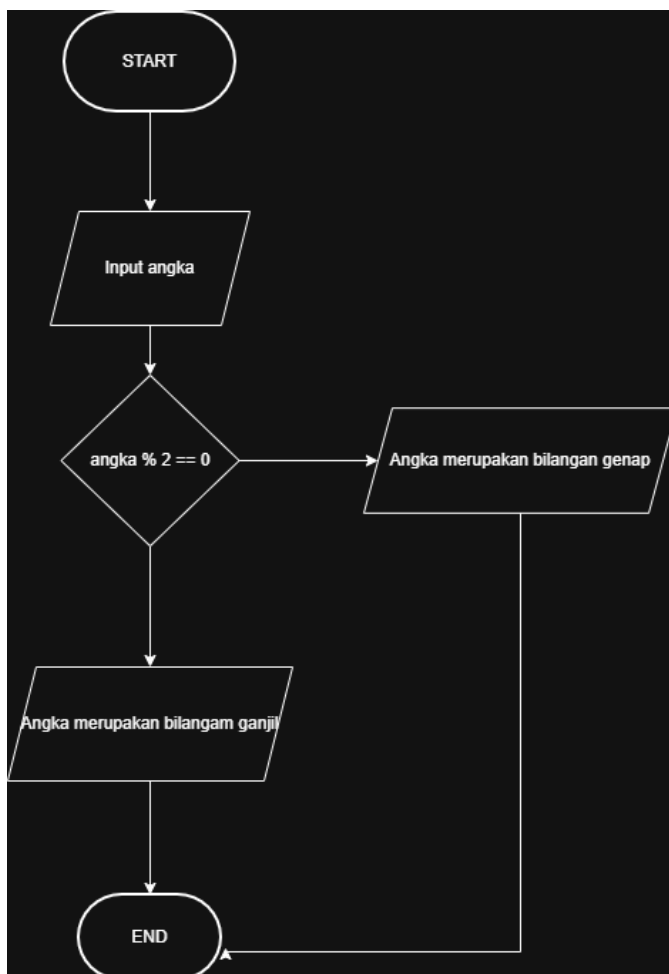 START
Input angka
angka % 2 == 0
Angka merupakan bilangan genap
Angka merupakan bilangam ganjil
END